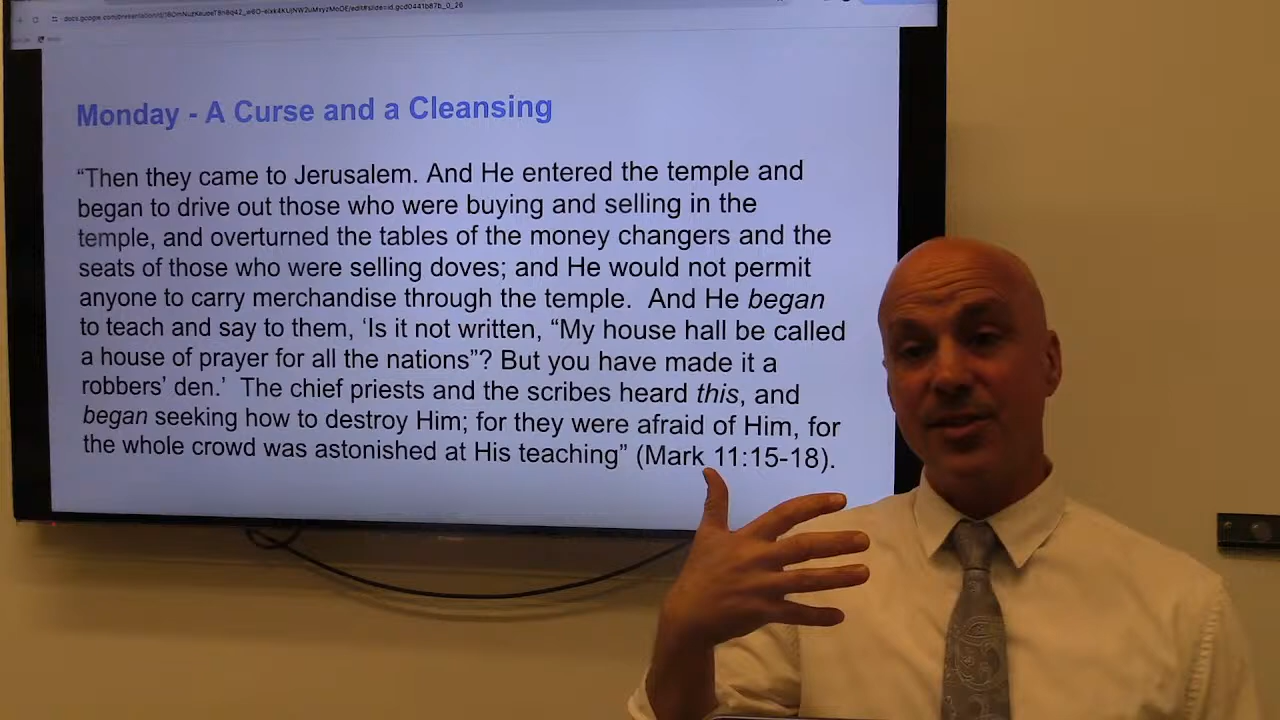 Monday - A Curse and a Cleansing
“Then they came to Jerusalem. And He entered the temple and
began to drive out those who were buying and selling in the
temple, and overturned the tables of the money changers and the
seats of those who were selling doves; and He would not permit
anyone to carry merchandise through the temple.  And He began
to teach and say to them, ‘Is it not written, “My house hall be called
a house of prayer for all the nations”? But you have made it a
robbers’ den.’  The chief priests and the scribes heard this, and
began seeking how to destroy Him; for they were afraid of Him, for
the whole crowd was astonished at His teaching” (Mark 11:15-18).